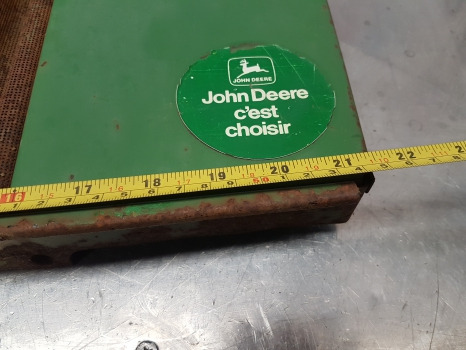 JOHN DEERE
John Deere
c'est
choisir
16 17 18 19 20 21 22